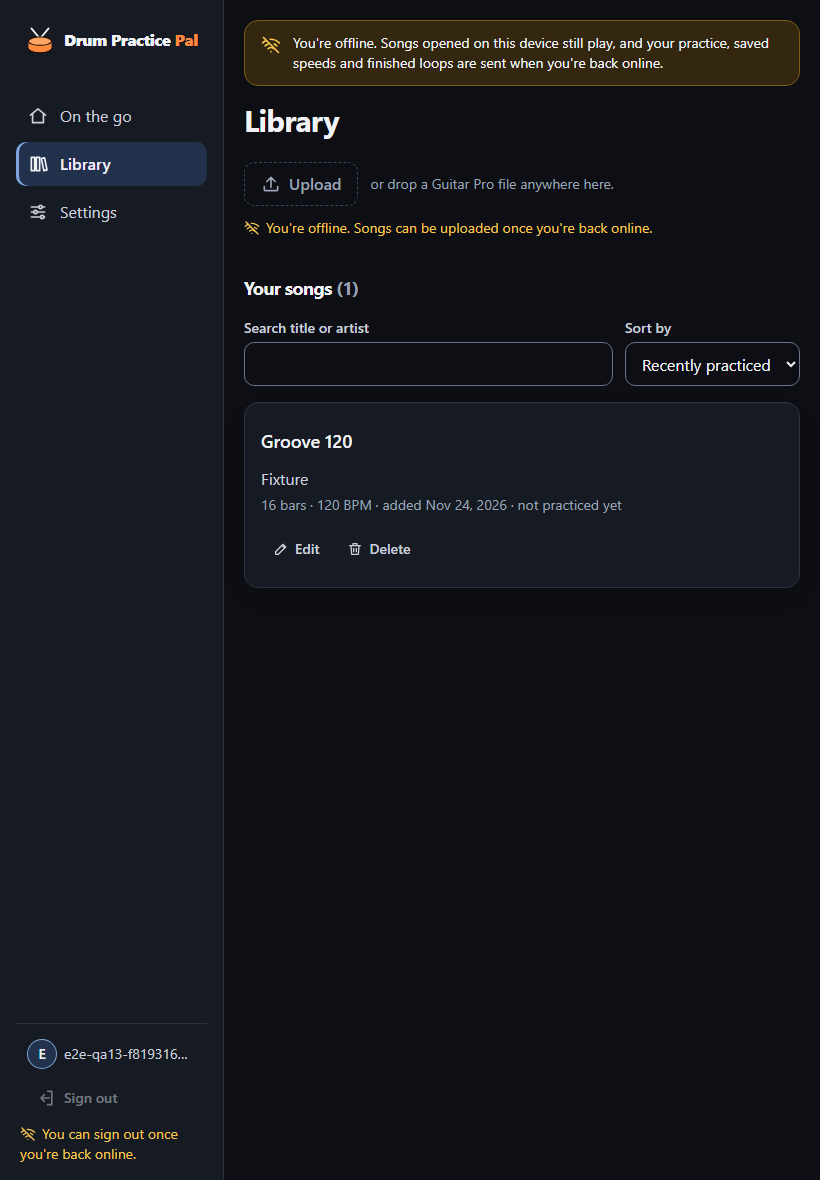 Drum Practice Pal
On the go
Library
Settings
e2e-qa13-f819316...
Sign out
You can sign out once
you're back online.
You're offline. Songs opened on this device still play, and your practice, saved
speeds and finished loops are sent when you're back online.
Library
Upload
or drop a Guitar Pro file anywhere here.
You're offline. Songs can be uploaded once you're back online.
Your songs (1)
Search title or artist
Sort by
Recently practiced
Groove 120
Fixture
16 bars · 120 BPM · added Nov 24, 2026 · not practiced yet
Edit
Delete
E